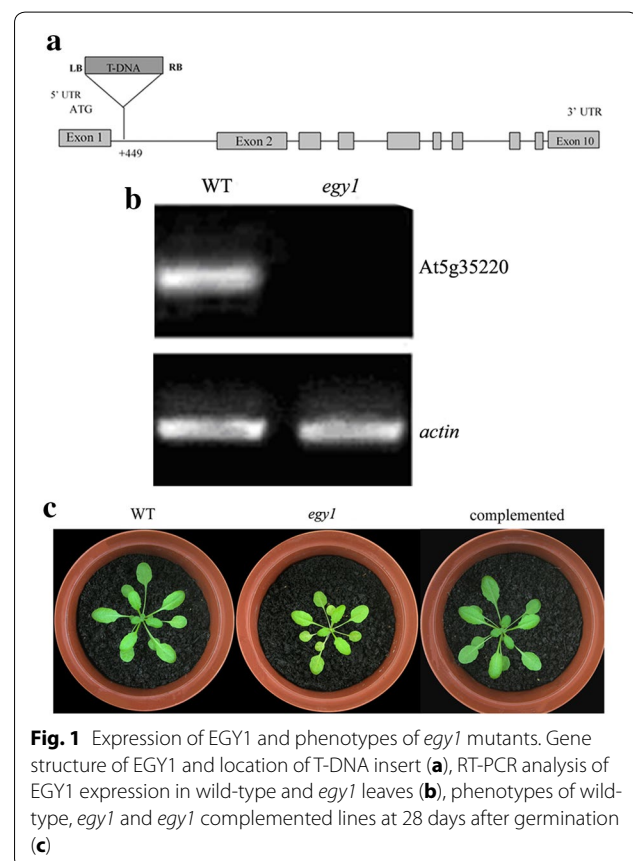 a
LB T-DNA RB
5' UTR
ATG
3' UTR
Exon 1 Exon 2 Exon 10
+449
WT egy1
b
At5g35220
actin
c
WT egy1 complemented
Fig. 1 Expression of EGY1 and phenotypes of egy1 mutants. Gene
structure of EGY1 and location of T-DNA insert (a), RT-PCR analysis of
EGY1 expression in wild-type and egy1 leaves (b), phenotypes of wild-
type, egy1 and egy1 complemented lines at 28 days after germination
(c)